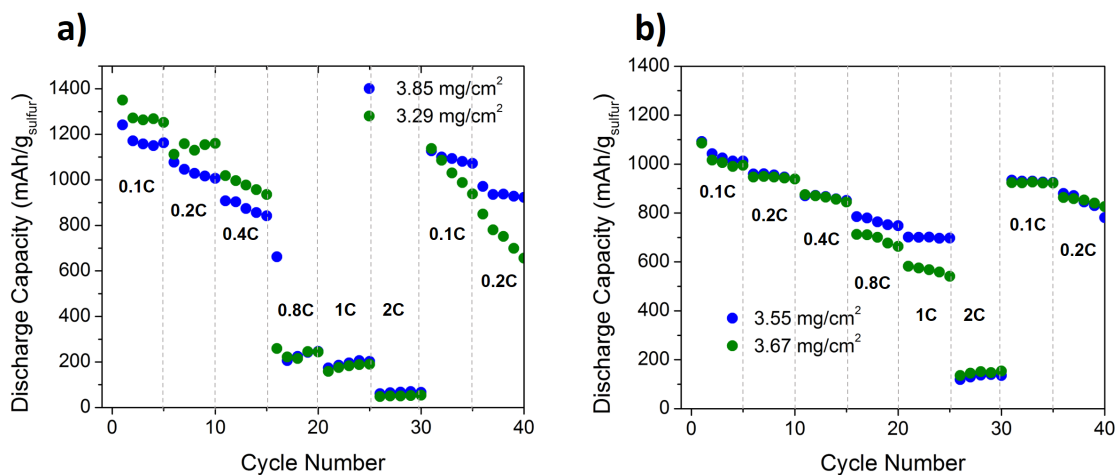 a)
Discharge Capacity (mAh/g_sulfur)
1400
1200
1000
800
600
400
200
0
3.85 mg/cm²
3.29 mg/cm²
0.1C
0.2C
0.4C
0.8C
1C
2C
0.1C
0.2C
0
10
20
30
40
Cycle Number
b)
Discharge Capacity (mAh/g_sulfur)
1400
1200
1000
800
600
400
200
0
0.1C
0.2C
0.4C
0.8C
1C
2C
0.1C
0.2C
3.55 mg/cm²
3.67 mg/cm²
0
10
20
30
40
Cycle Number